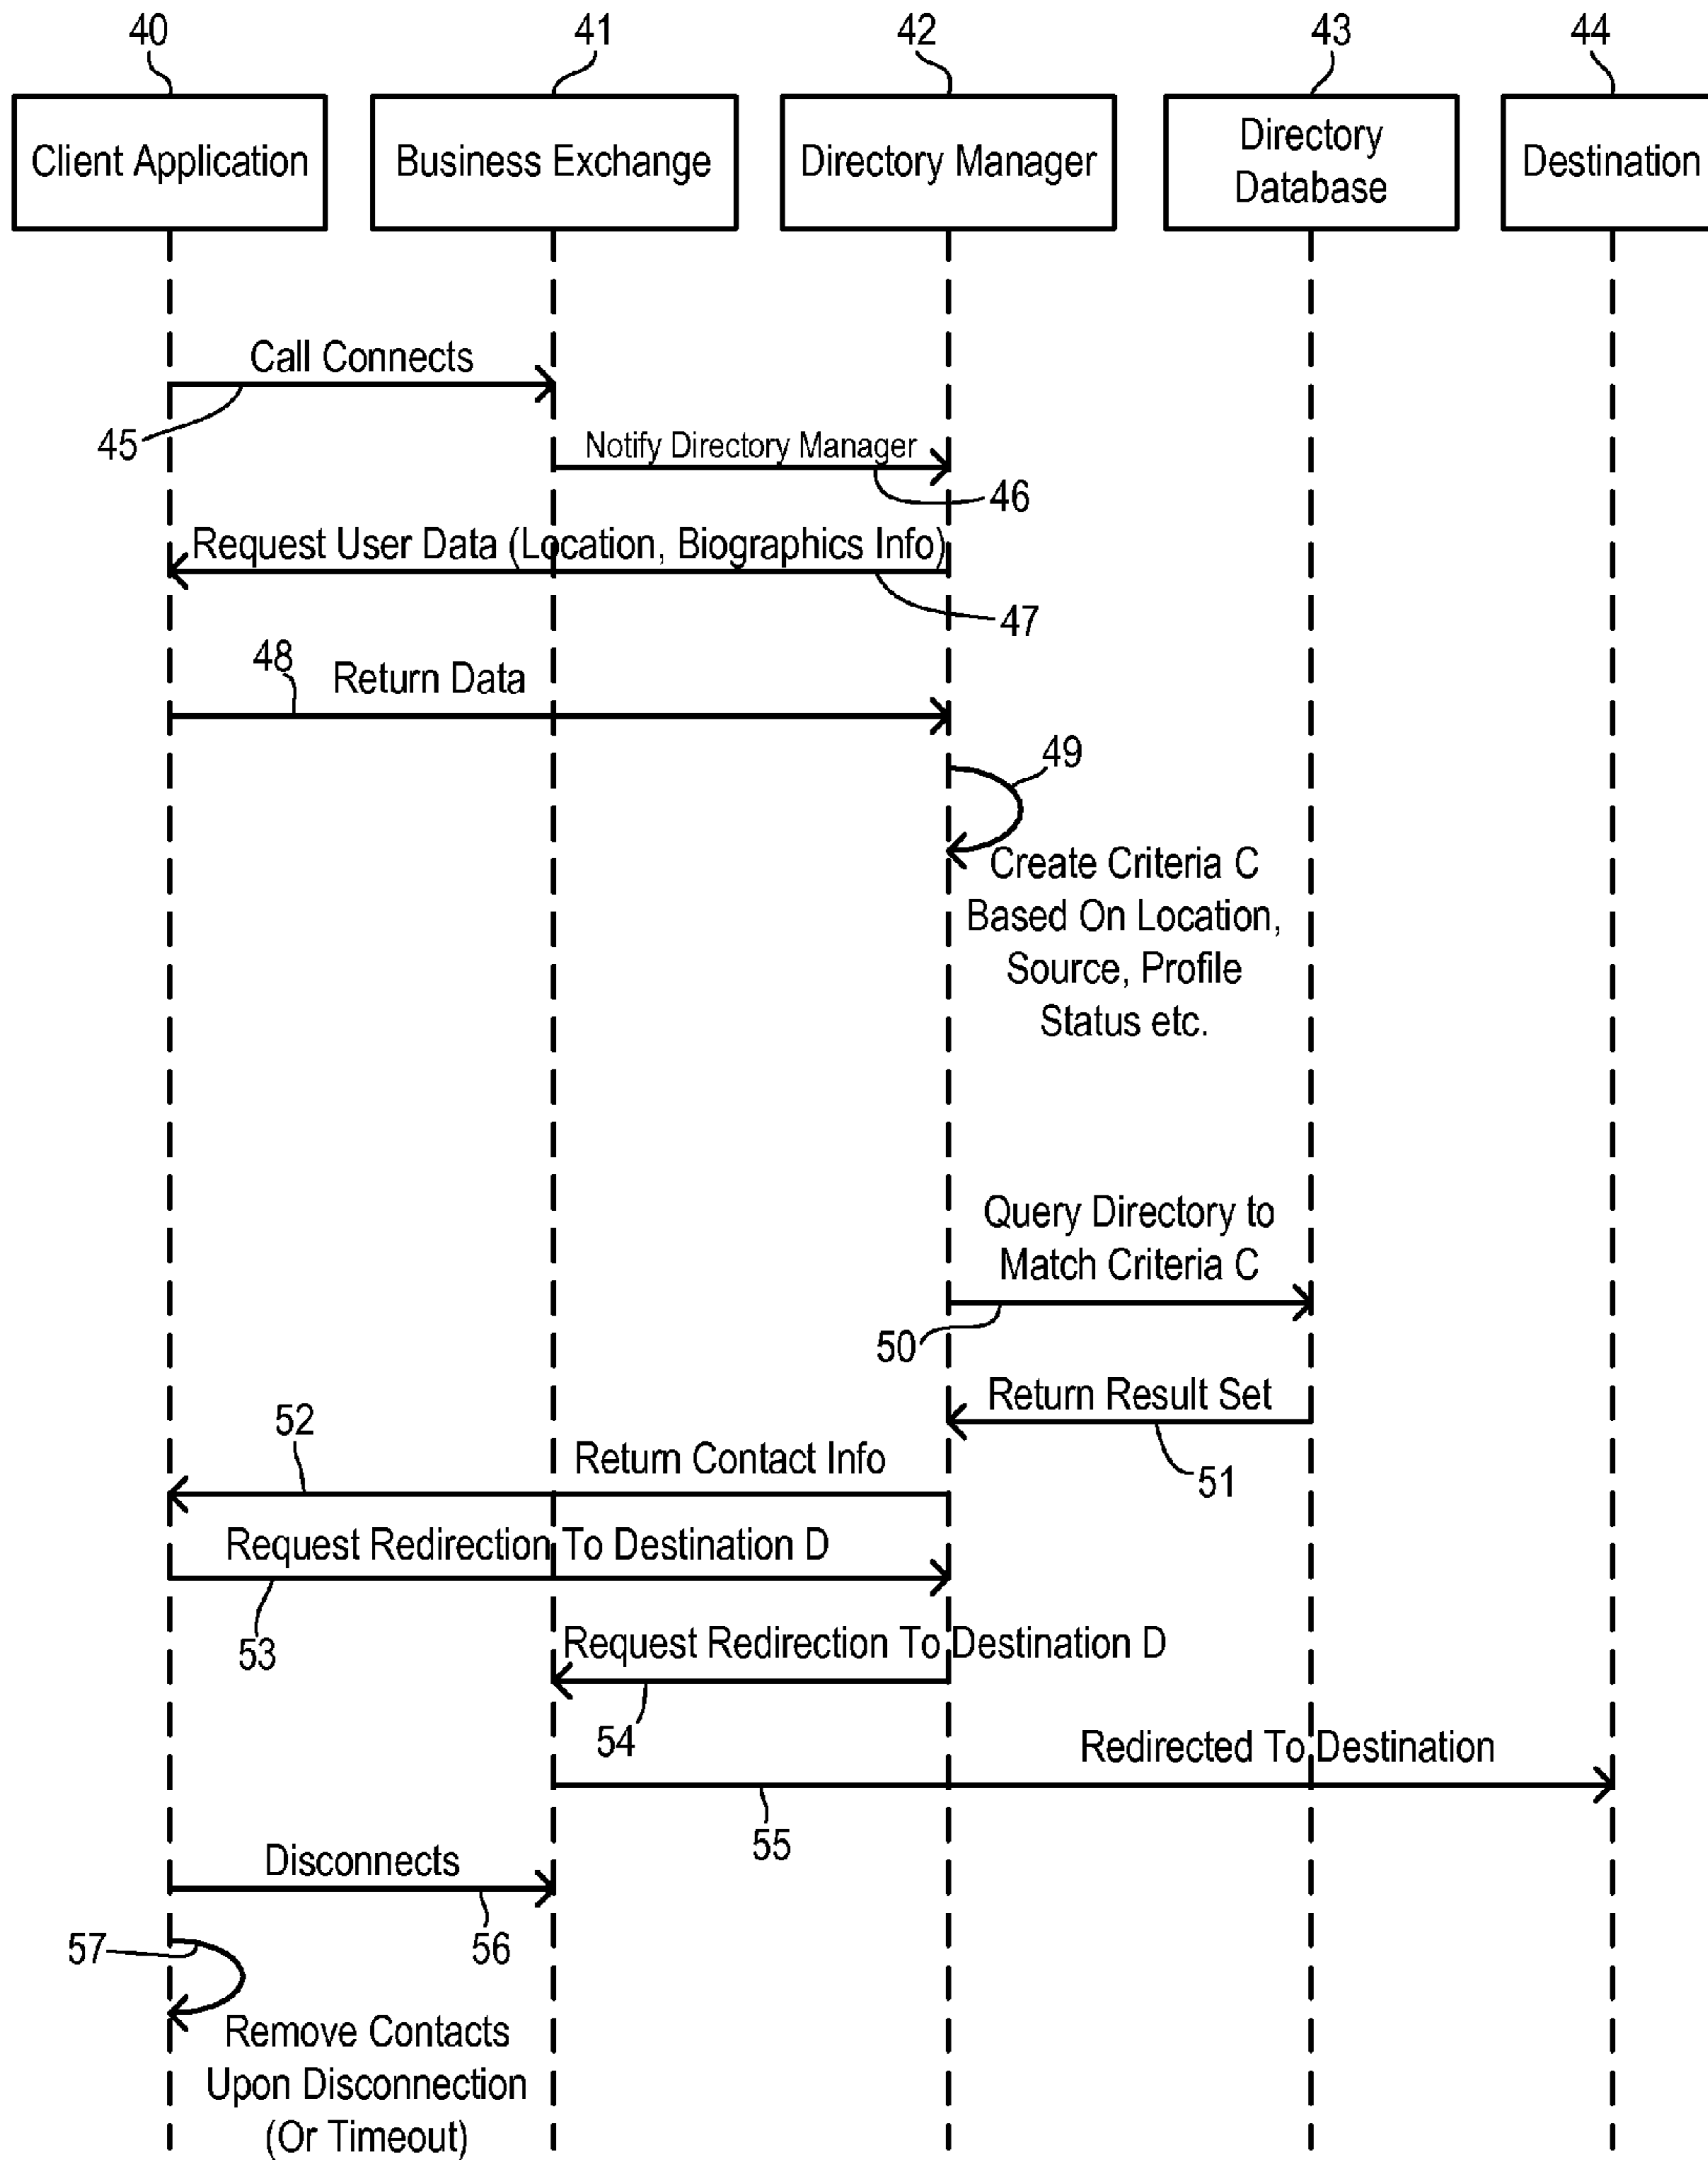 40
41
42
43
44
Client Application
Business Exchange
Directory Manager
Directory
Database
Destination
Call Connects
45
Notify Directory Manager
46
Request User Data (Location, Biographics Info)
47
48
Return Data
49
Create Criteria C
Based On Location,
Source, Profile
Status etc.
Query Directory to
Match Criteria C
50
Return Result Set
51
52
Return Contact Info
Request Redirection To Destination D
53
Request Redirection To Destination D
54
Redirected To Destination
55
Disconnects
56
57
Remove Contacts
Upon Disconnection
(Or Timeout)